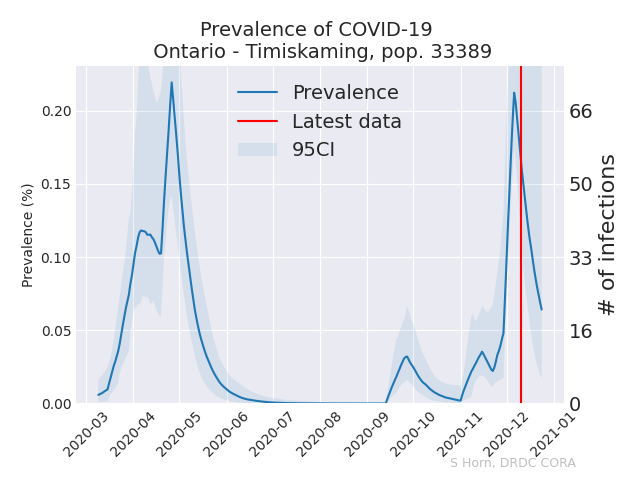 Prevalence of COVID-19
Ontario - Timiskaming, pop. 33389
Prevalence
Latest data
95CI
Prevalence (%)
0.20
0.15
0.10
0.05
0.00
# of infections
66
50
33
16
0
2020-03
2020-04
2020-05
2020-06
2020-07
2020-08
2020-09
2020-10
2020-11
2020-12
2021-01
S Horn, DRDC CORA